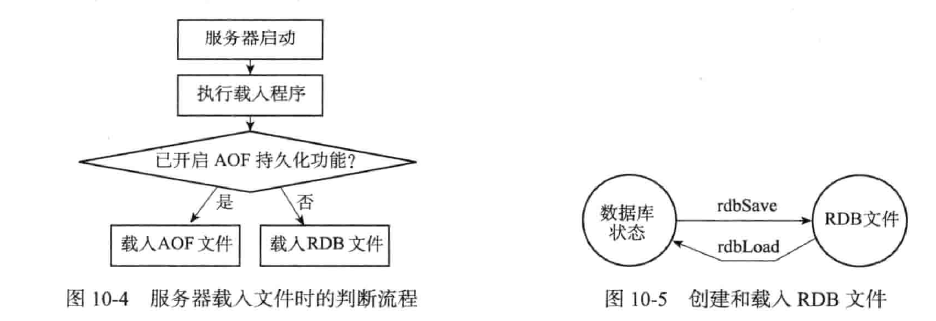 服务器启动
执行载入程序
已开启 AOF 持久化功能?
是
否
载入AOF 文件
载入RDB 文件
图 10-4 服务器载入文件时的判断流程
数据库
状态
rdbSave
RDB文件
rdbLoad
图 10-5 创建和载入 RDB 文件